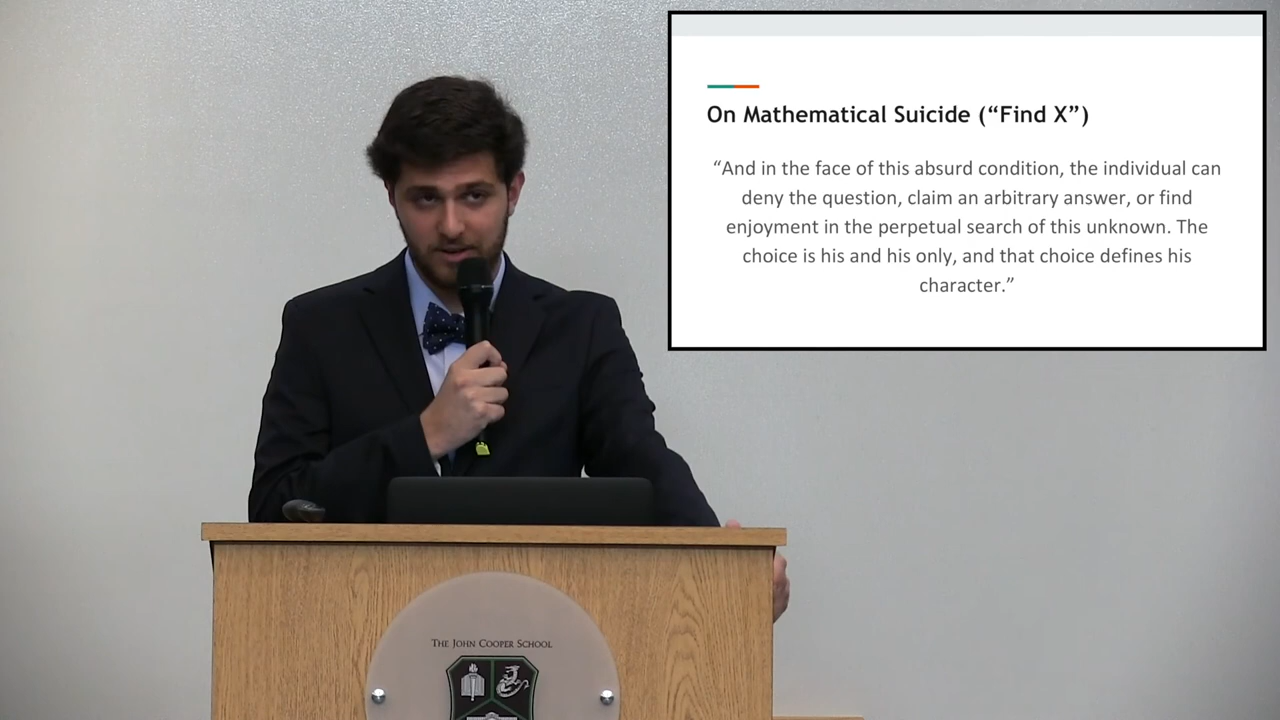 On Mathematical Suicide (“Find X”)
“And in the face of this absurd condition, the individual can
deny the question, claim an arbitrary answer, or find
enjoyment in the perpetual search of this unknown. The
choice is his and his only, and that choice defines his
character.”
THE JOHN COOPER SCHOOL